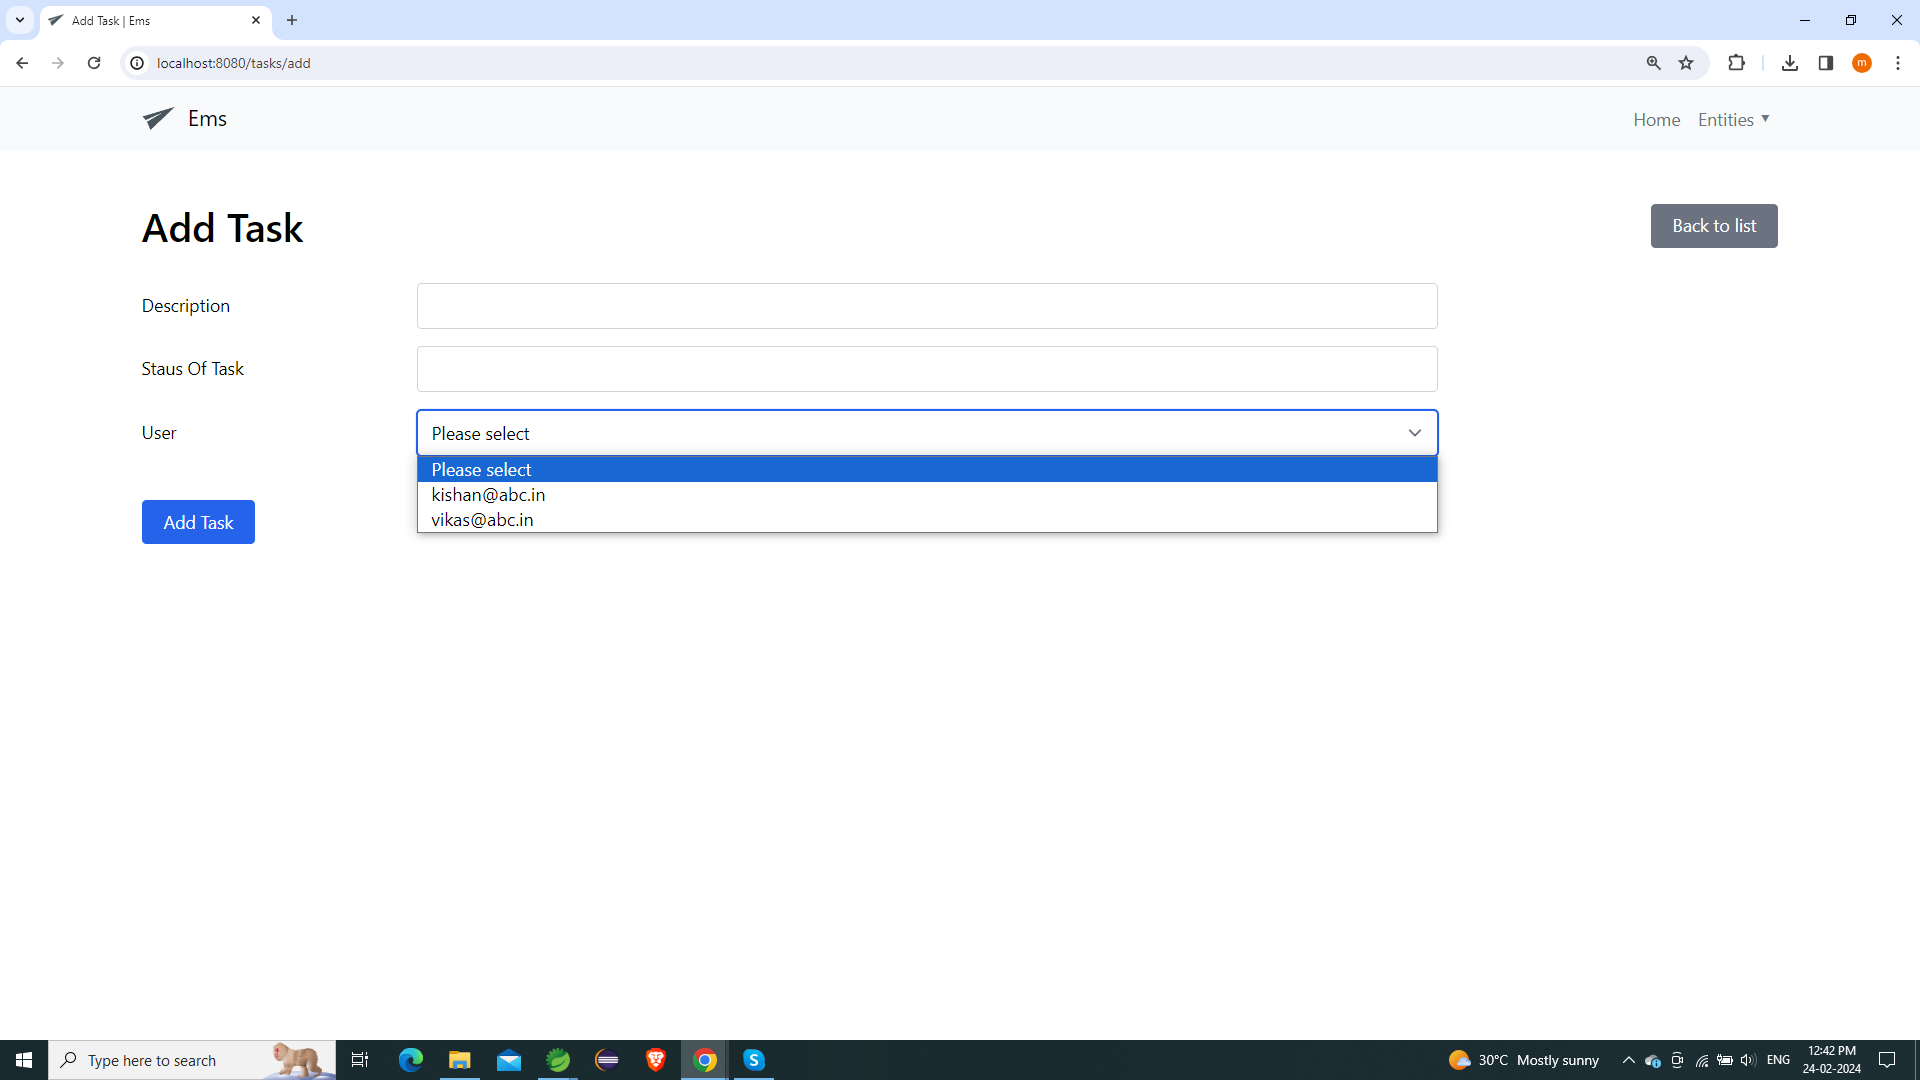 Add Task | Ems
localhost:8080/tasks/add
m
Ems
Home
Entities ▼
Add Task
Back to list
Description
Staus Of Task
User
Please select
Please select
kishan@abc.in
vikas@abc.in
Add Task
Type here to search
30°C Mostly sunny
ENG
12:42 PM
24-02-2024